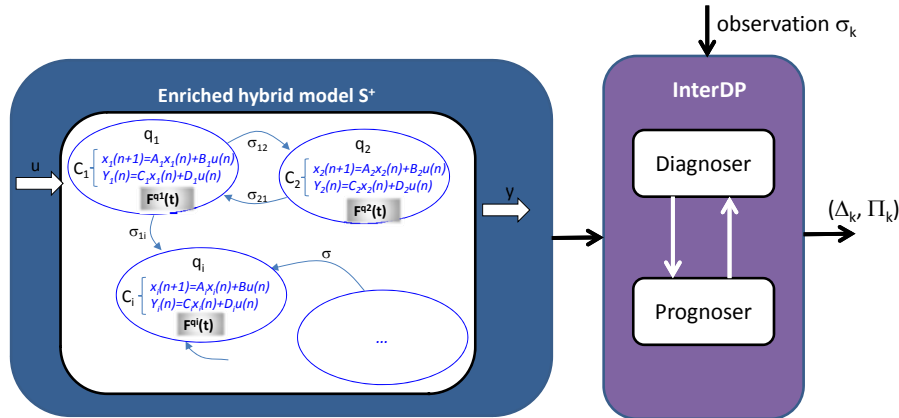 observation σk
Enriched hybrid model S+
InterDP
u
q1
σ12
q2
C1
x1(n+1)=A1x1(n)+B1u(n)
Y1(n)=C1x1(n)+D1u(n)
Fq1(t)
C2
x2(n+1)=A2x2(n)+B2u(n)
Y2(n)=C2x2(n)+D2u(n)
Fq2(t)
σ21
y
Diagnoser
(Δk, Πk)
σ1i
qi
σ
Ci
xi(n+1)=Aixi(n)+Bu(n)
Yi(n)=Cixi(n)+Diu(n)
Fqi(t)
...
Prognoser